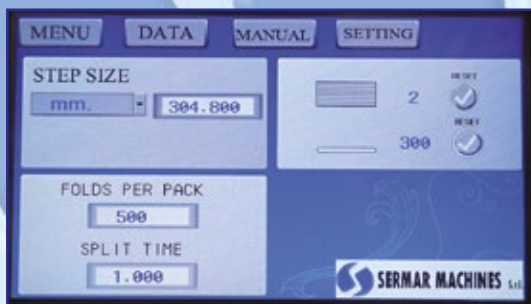 MENU DATA MANUAL SETTING
STEP SIZE
mm. 304.800
RESET
2
RESET
300
FOLDS PER PACK
500
SPLIT TIME
1.000
SERMAR MACHINES S.r.l.